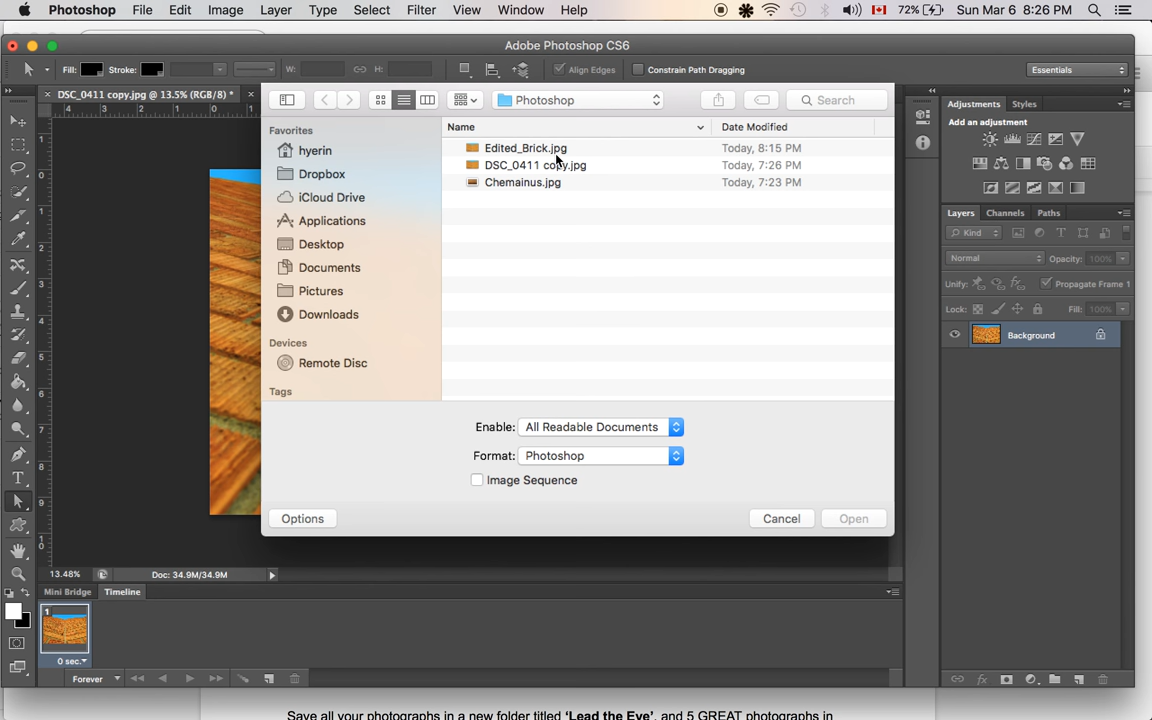 Photoshop File Edit Image Layer Type Select Filter View Window Help 72% Sun Mar 6 8:26 PM
Adobe Photoshop CS6
Fill: Stroke: W: H: Align Edges Constrain Path Dragging Essentials
DSC_0411 copy.jpg @ 13.5% (RGB/8) *
Photoshop
Search
Favorites
hyerin
Dropbox
iCloud Drive
Applications
Desktop
Documents
Pictures
Downloads
Devices
Remote Disc
Tags
Name Date Modified
Edited_Brick.jpg Today, 8:15 PM
DSC_0411 copy.jpg Today, 7:26 PM
Chemainus.jpg Today, 7:23 PM
Enable: All Readable Documents
Format: Photoshop
Image Sequence
Options Cancel Open
Adjustments Styles
Add an adjustment
Layers Channels Paths
Kind
Normal Opacity: 100%
Unify: Propagate Frame 1
Lock: Fill: 100%
Background
13.48% Doc: 34.9M/34.9M
Mini Bridge Timeline
1
0 sec.
Forever
Save all your photographs in a new folder titled ‘Lead the Eye’, and 5 GREAT photographs in